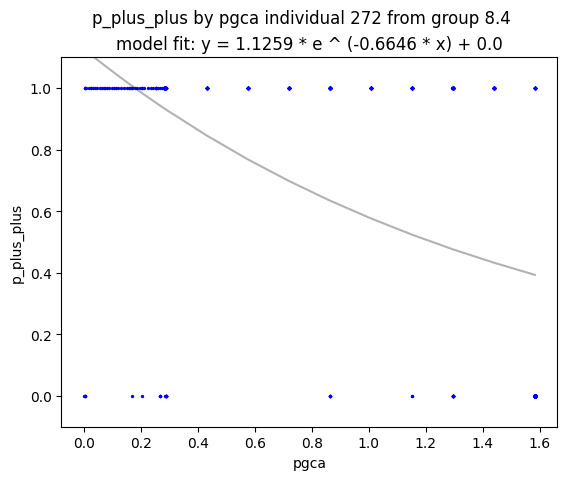 p_plus_plus by pgca individual 272 from group 8.4
model fit: y = 1.1259 * e ^ (-0.6646 * x) + 0.0
1.0
0.8
0.6
0.4
0.2
0.0
p_plus_plus
0.0 0.2 0.4 0.6 0.8 1.0 1.2 1.4 1.6
pgca